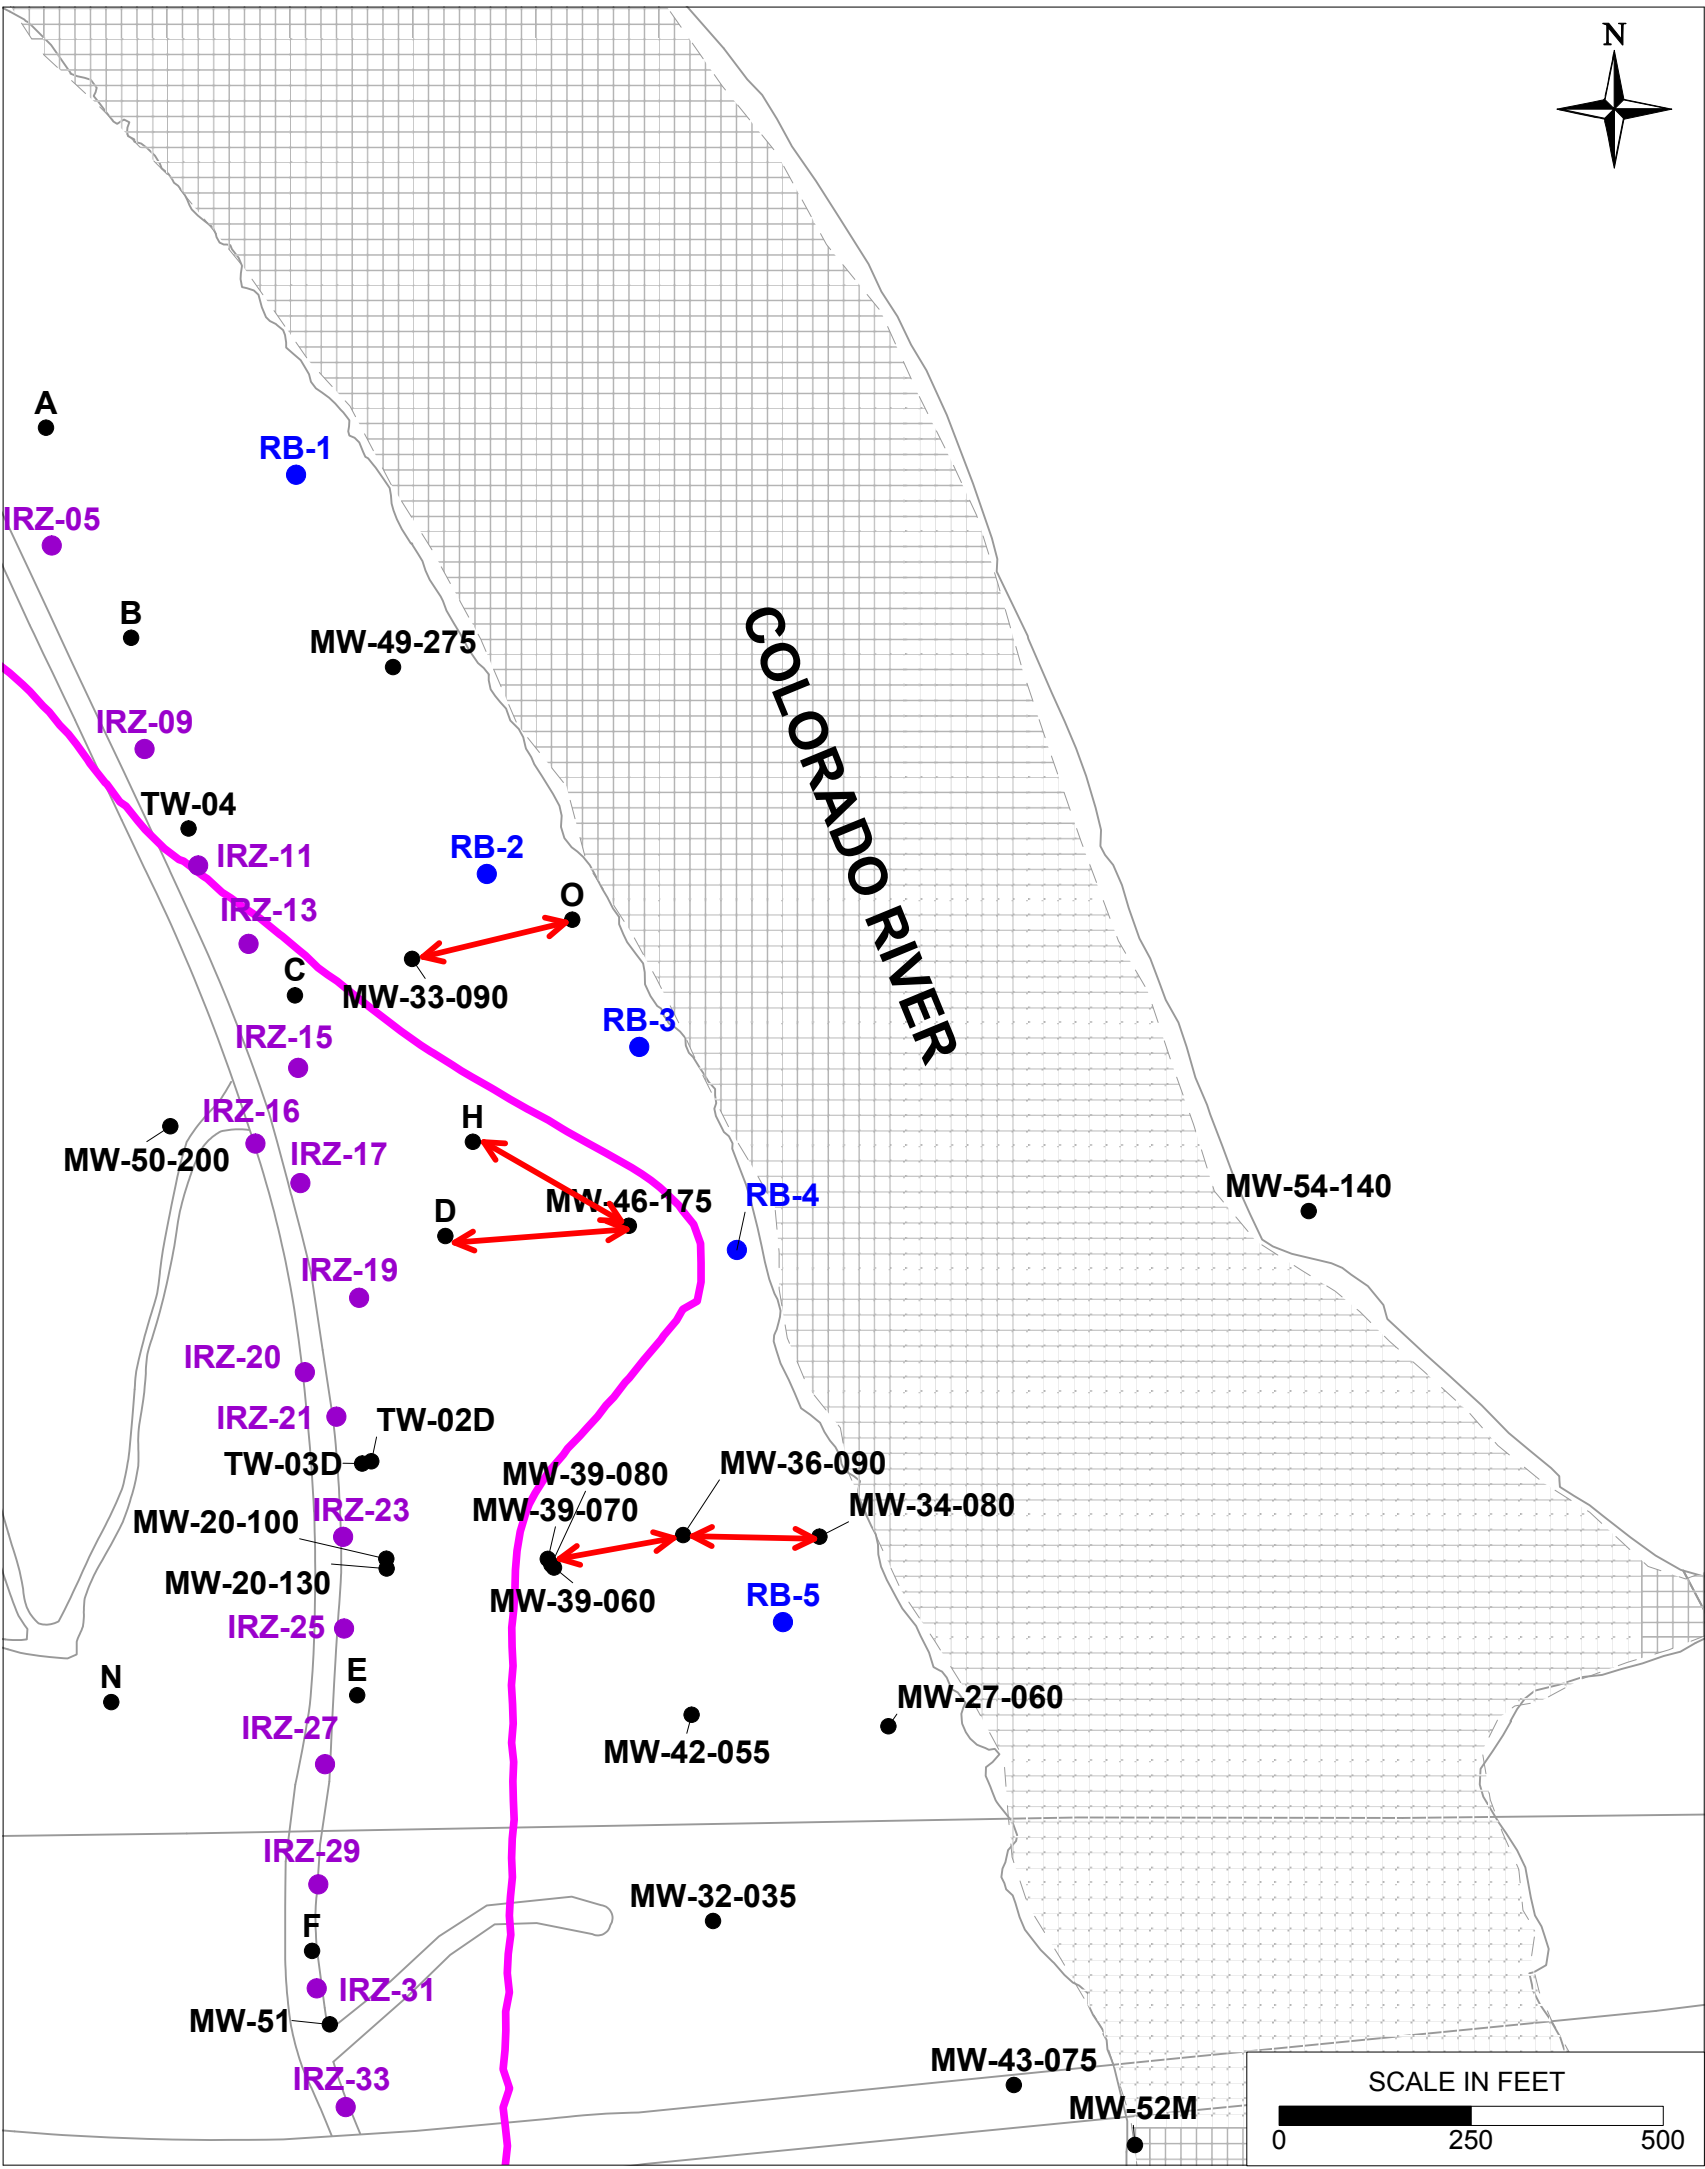 N
A
RB-1
IRZ-05
B
MW-49-275
IRZ-09
TW-04
IRZ-11
RB-2
O
IRZ-13
C
MW-33-090
COLORADO RIVER
RB-3
IRZ-15
IRZ-16
H
MW-50-200
IRZ-17
MW-54-140
RB-4
MW-46-175
D
IRZ-19
IRZ-20
IRZ-21
TW-02D
TW-03D
MW-36-090
MW-39-080
MW-39-070
MW-34-080
IRZ-23
MW-20-100
MW-20-130
MW-39-060
RB-5
IRZ-25
E
N
MW-27-060
IRZ-27
MW-42-055
IRZ-29
MW-32-035
F
IRZ-31
MW-51
MW-43-075
IRZ-33
MW-52M
SCALE IN FEET
0 250 500